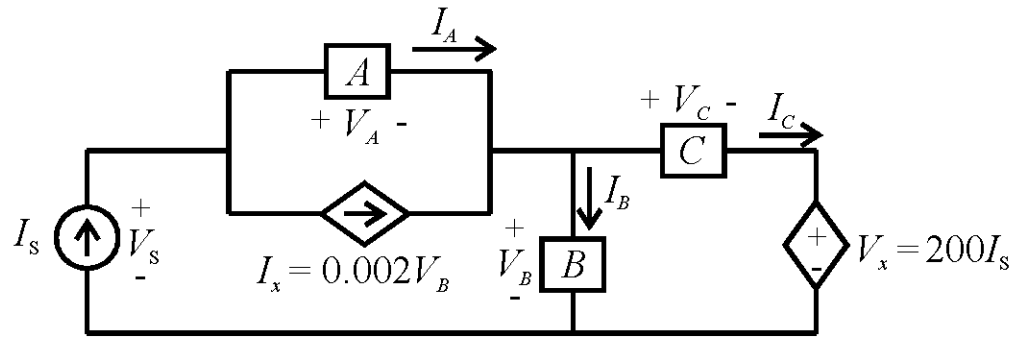 I_A
A
+ V_A -
+ V_C -
I_C
C
I_B
I_S
+
V_S
-
I_x = 0.002V_B
+
V_B
-
B
+
-
V_x = 200I_S